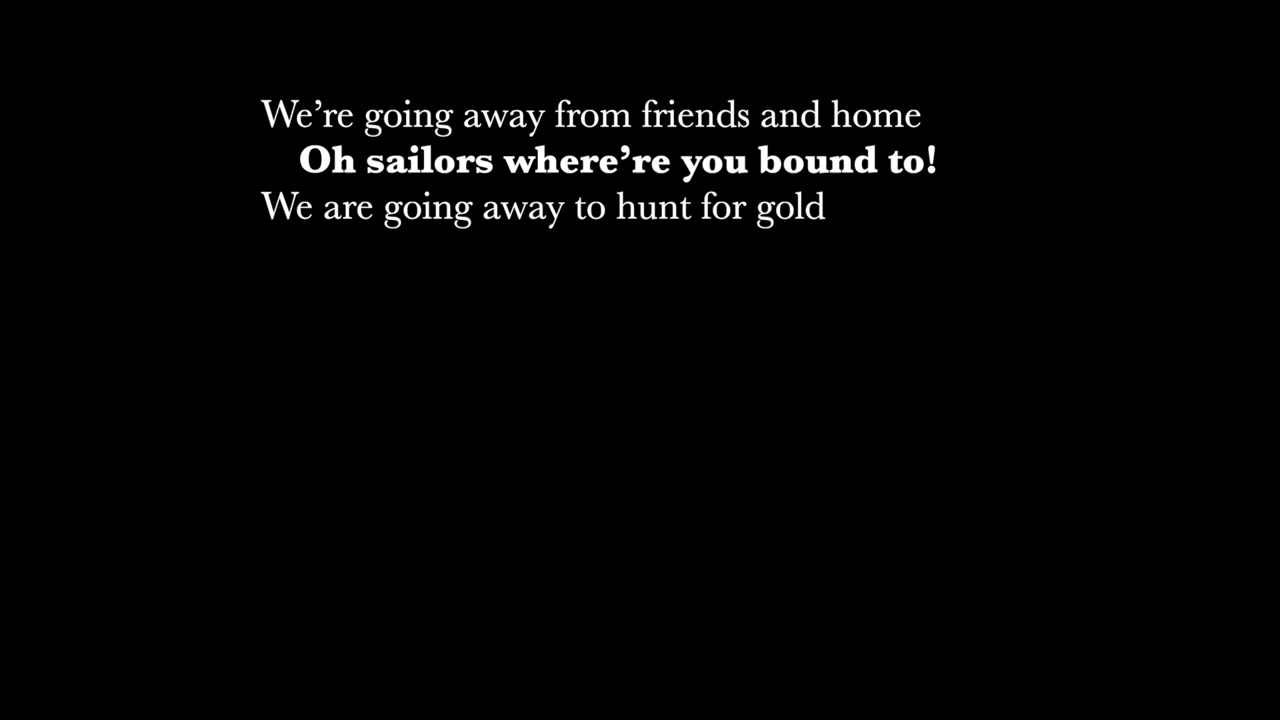 We’re going away from friends and home
Oh sailors where’re you bound to!
We are going away to hunt for gold